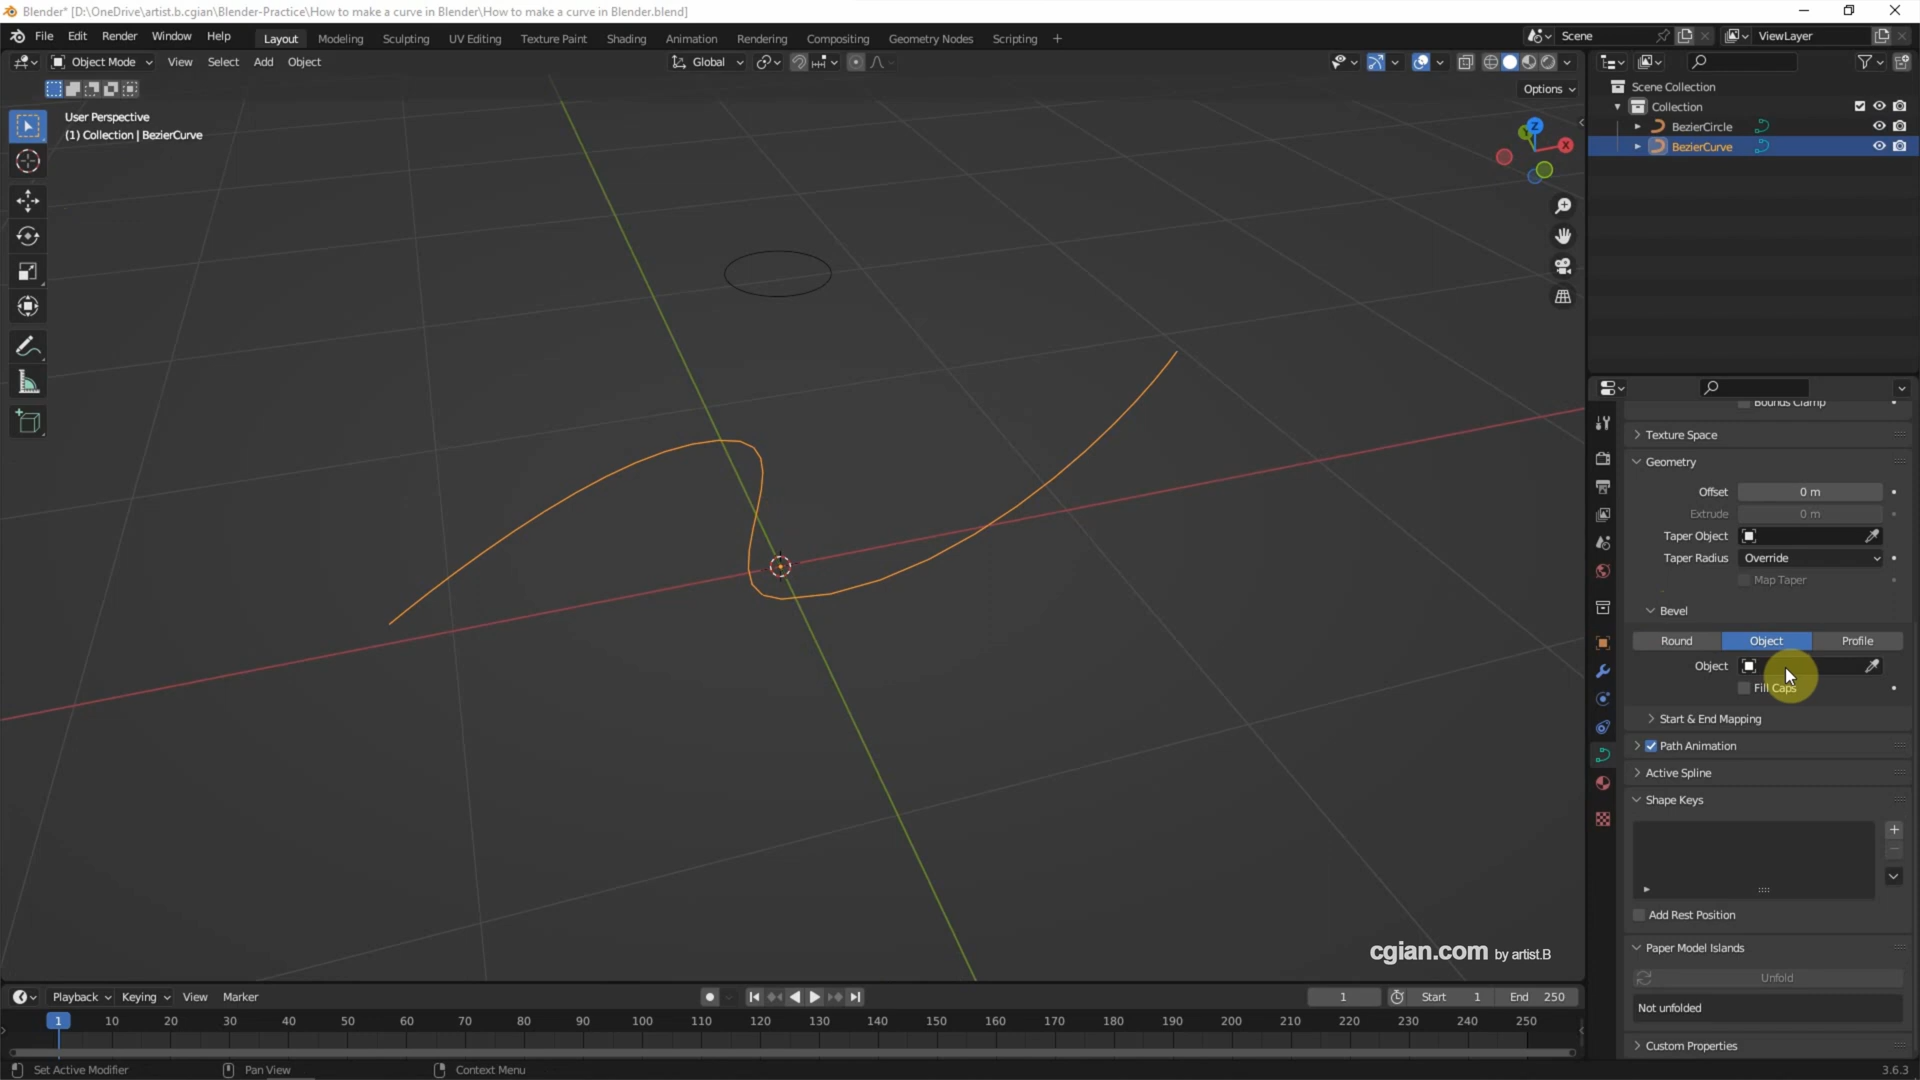 Blender* [D:\OneDrive\artist.b.cgian\Blender-Practice\How to make a curve in Blender\How to make a curve in Blender.blend]
File Edit Render Window Help Layout Modeling Sculpting UV Editing Texture Paint Shading Animation Rendering Compositing Geometry Nodes Scripting + Scene ViewLayer
Object Mode View Select Add Object Global
Options
User Perspective
(1) Collection | BezierCurve
Z
Y
X
Scene Collection
Collection
BezierCircle
BezierCurve
Bounds Clamp
Texture Space
Geometry
Offset 0 m
Extrude 0 m
Taper Object
Taper Radius Override
Map Taper
Bevel
Round Object Profile
Object
Fill Caps
Start & End Mapping
Path Animation
Active Spline
Shape Keys
Add Rest Position
Paper Model Islands
Unfold
Not unfolded
Custom Properties
cgian.com by artist.B
Playback Keying View Marker 1 Start 1 End 250
1 10 20 30 40 50 60 70 80 90 100 110 120 130 140 150 160 170 180 190 200 210 220 230 240 250
Set Active Modifier Pan View Context Menu 3.6.3